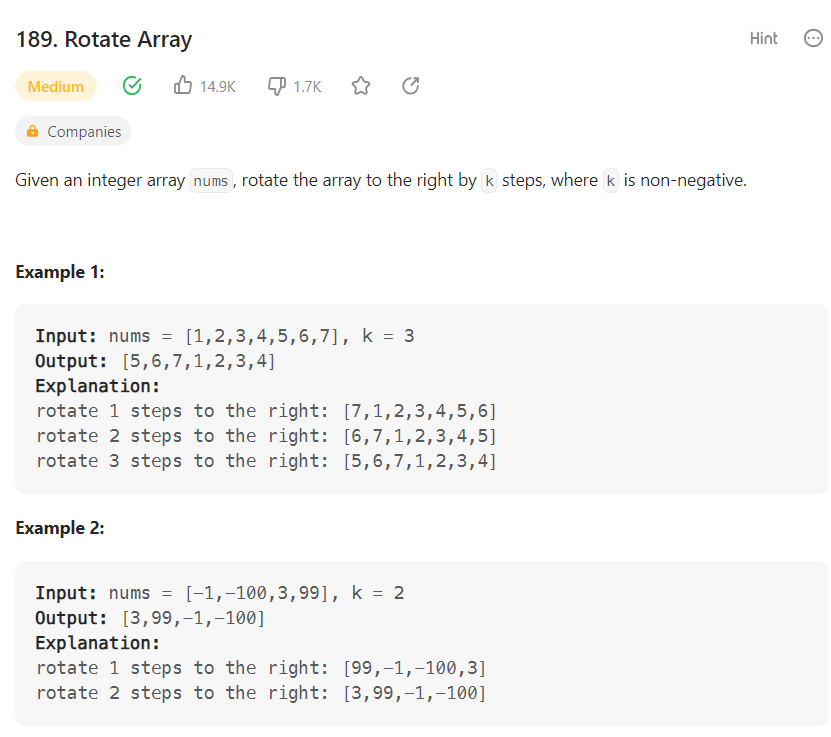 189. Rotate Array
Hint
Medium
14.9K
1.7K
Companies
Given an integer array nums, rotate the array to the right by k steps, where k is non-negative.
Example 1:
Input: nums = [1,2,3,4,5,6,7], k = 3
Output: [5,6,7,1,2,3,4]
Explanation:
rotate 1 steps to the right: [7,1,2,3,4,5,6]
rotate 2 steps to the right: [6,7,1,2,3,4,5]
rotate 3 steps to the right: [5,6,7,1,2,3,4]
Example 2:
Input: nums = [-1,-100,3,99], k = 2
Output: [3,99,-1,-100]
Explanation:
rotate 1 steps to the right: [99,-1,-100,3]
rotate 2 steps to the right: [3,99,-1,-100]